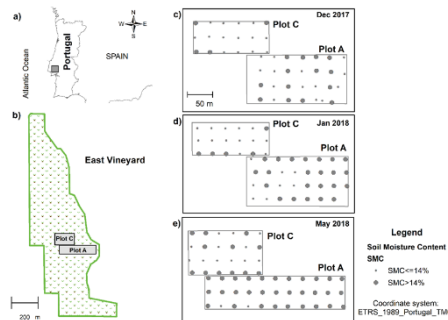 a)
N
W
E
S
Atlantic Ocean
Portugal
SPAIN
b)
East Vineyard
Plot C
Plot A
200 m
c)
Dec 2017
Plot C
Plot A
50 m
d)
Jan 2018
Plot C
Plot A
e)
May 2018
Plot C
Plot A
Legend
Soil Moisture Content
SMC
SMC<=14%
SMC>14%
Coordinate system:
ETRS_1989_Portugal_TM